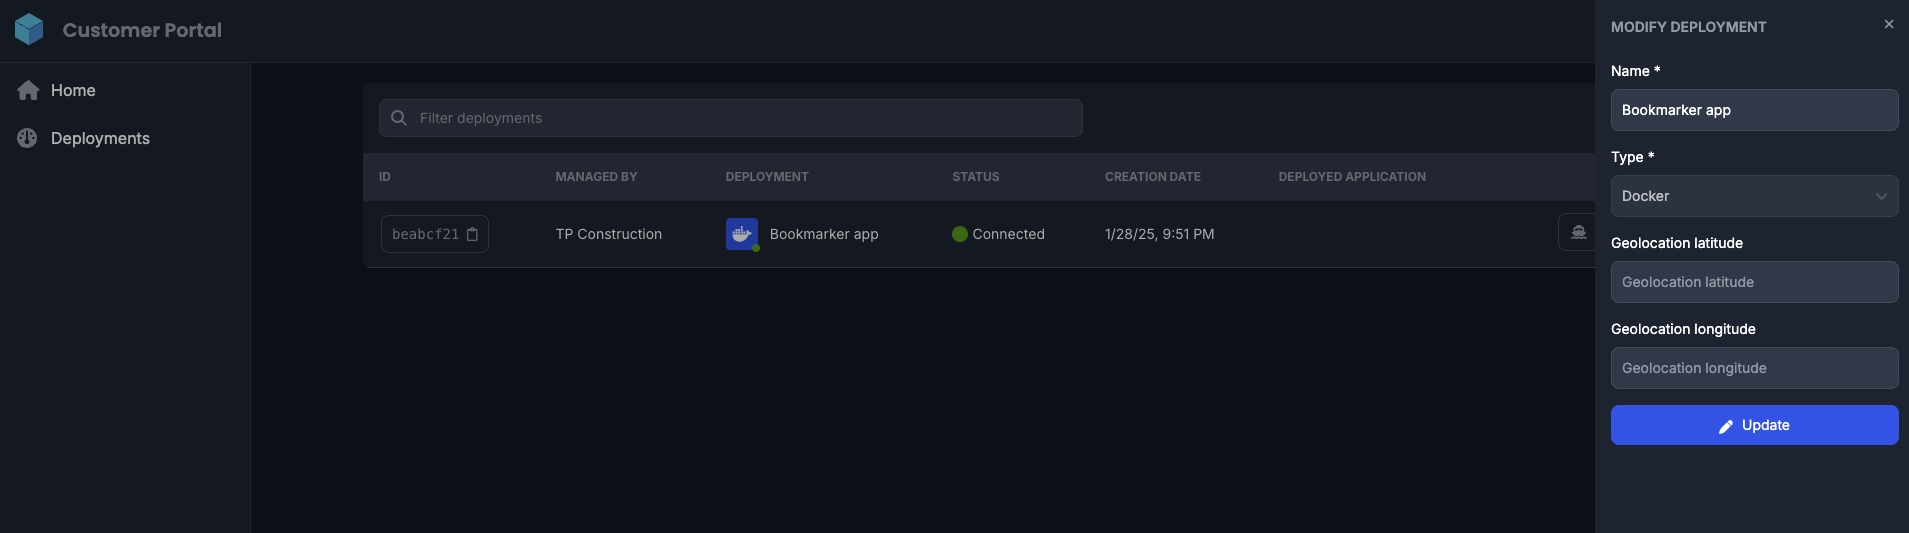 Customer Portal
Home
Deployments
Filter deployments
ID MANAGED BY DEPLOYMENT STATUS CREATION DATE DEPLOYED APPLICATION
beabcf21 TP Construction Bookmarker app Connected 1/28/25, 9:51 PM
MODIFY DEPLOYMENT
Name *
Bookmarker app
Type *
Docker
Geolocation latitude
Geolocation latitude
Geolocation longitude
Geolocation longitude
Update